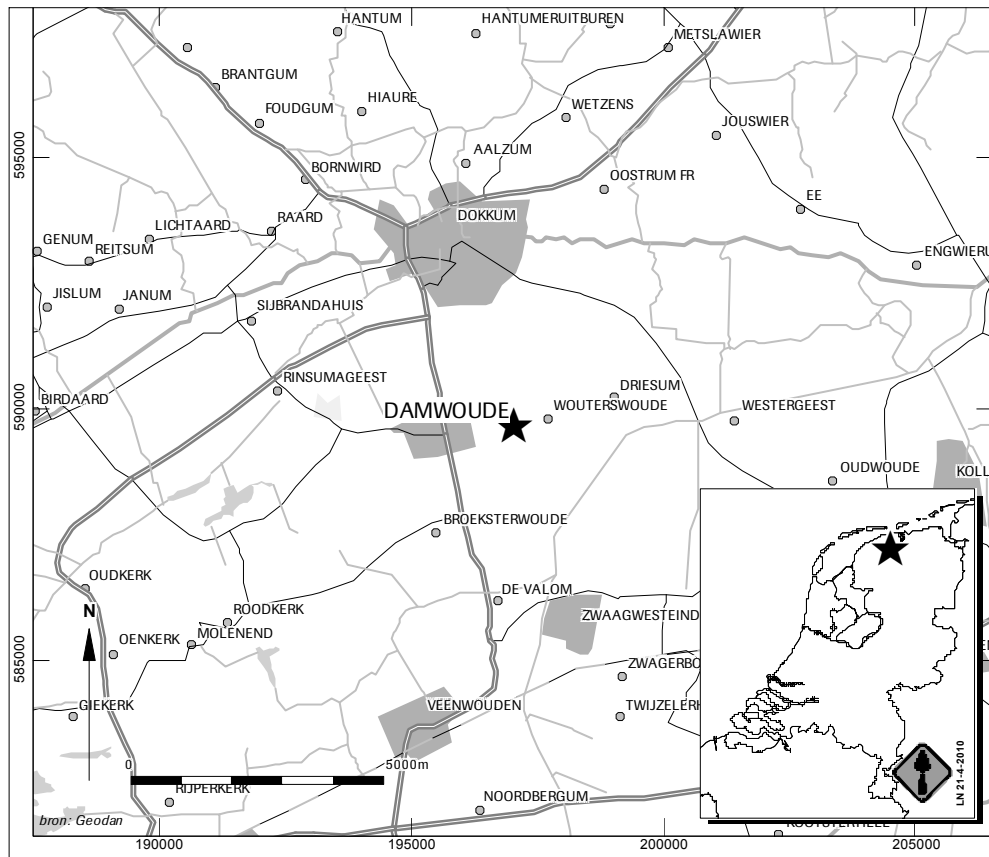 HANTUM
HANTUMERUITBUREN
METSLAWIER
BRANTGUM
FOUDGUM
HIAURE
WETZENS
JOUSWIER
AALZUM
BORNWIRD
OOSTRUM FR
EE
DOKKUM
RAARD
LICHTAARD
GENUM
REITSUM
ENGWIERU
JISLUM
JANUM
SIJBRANDAHUIS
RINSUMAGEEST
DRIESUM
BIRDAARD
DAMWOUDE
WOUTERSWOUDE
WESTERGEEST
OUDWOUDE
KOLL
BROEKSTERWOUDE
OUDKERK
DE VALOM
N
ROODKERK
ZWAAGWESTEIND
OENKERK
MOLENEND
ZWAGERBO
GIEKERK
VEENWOUDEN
TWIJZELERH
0
5000m
RIJPERKERK
NOORDBERGUM
bron: Geodan
LN 21-4-2010
595000
590000
585000
190000
195000
200000
205000